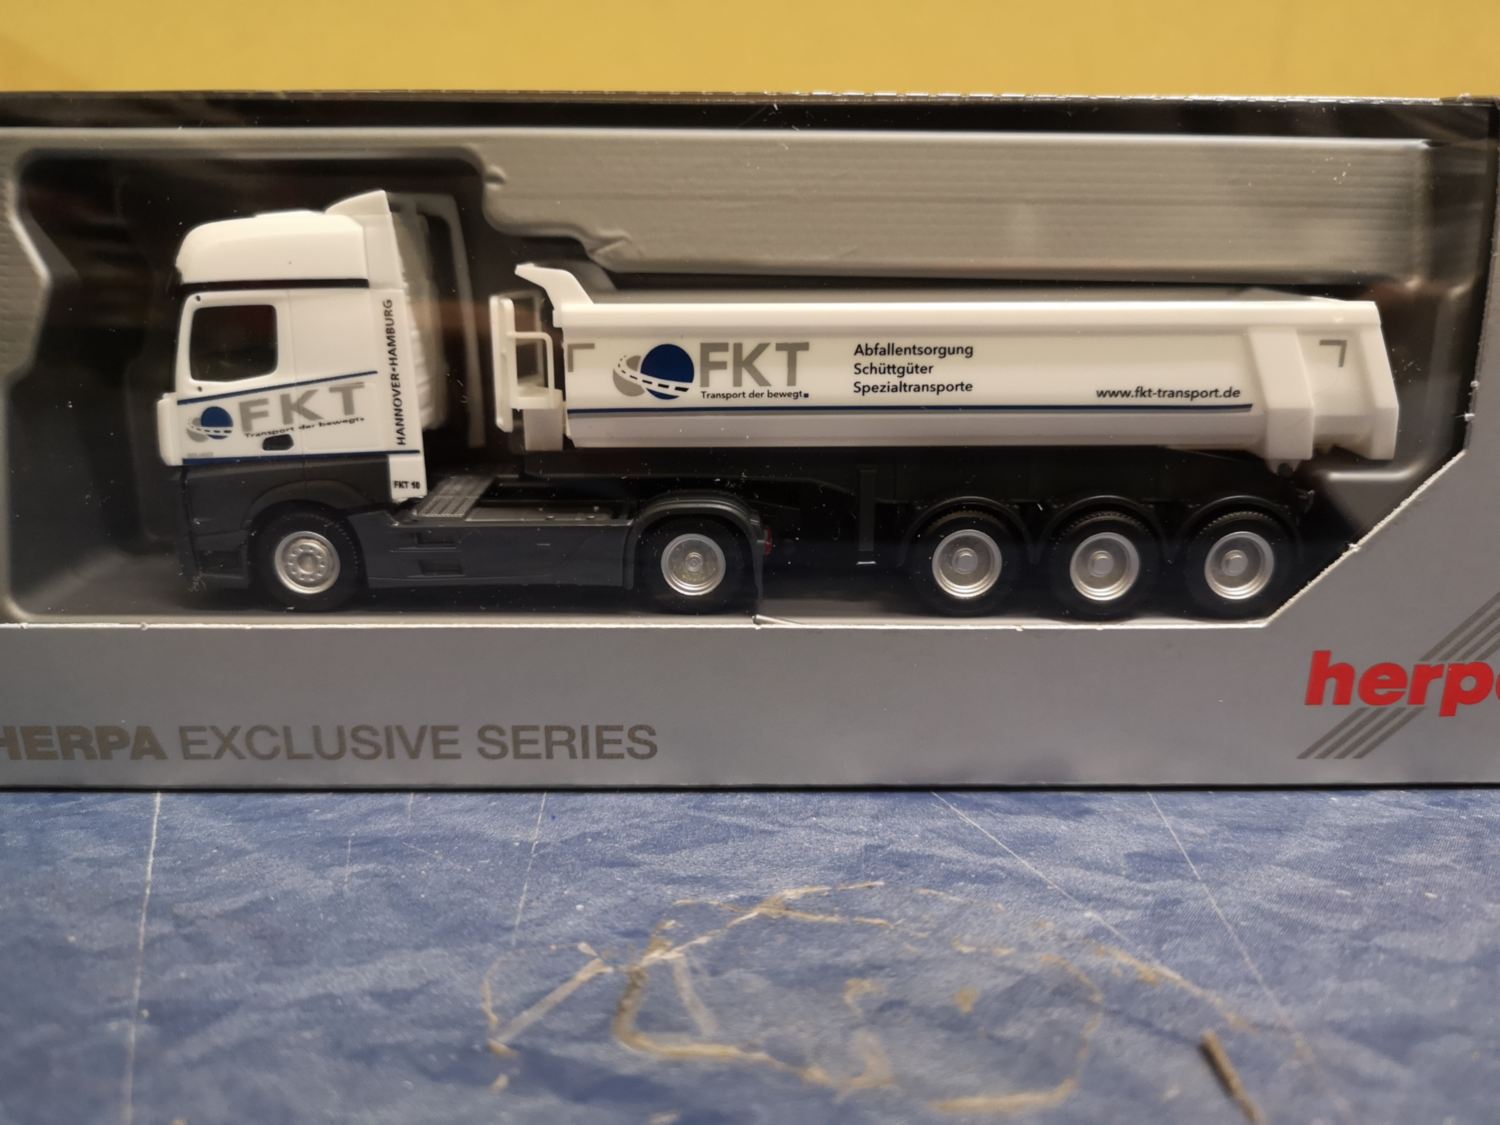 HANNOVER•HAMBURG
FKT
Transport der bewegt.
FKT 10
FKT
Transport der bewegt.
Abfallentsorgung
Schüttgüter
Spezialtransporte
www.fkt-transport.de
herpa
HERPA EXCLUSIVE SERIES